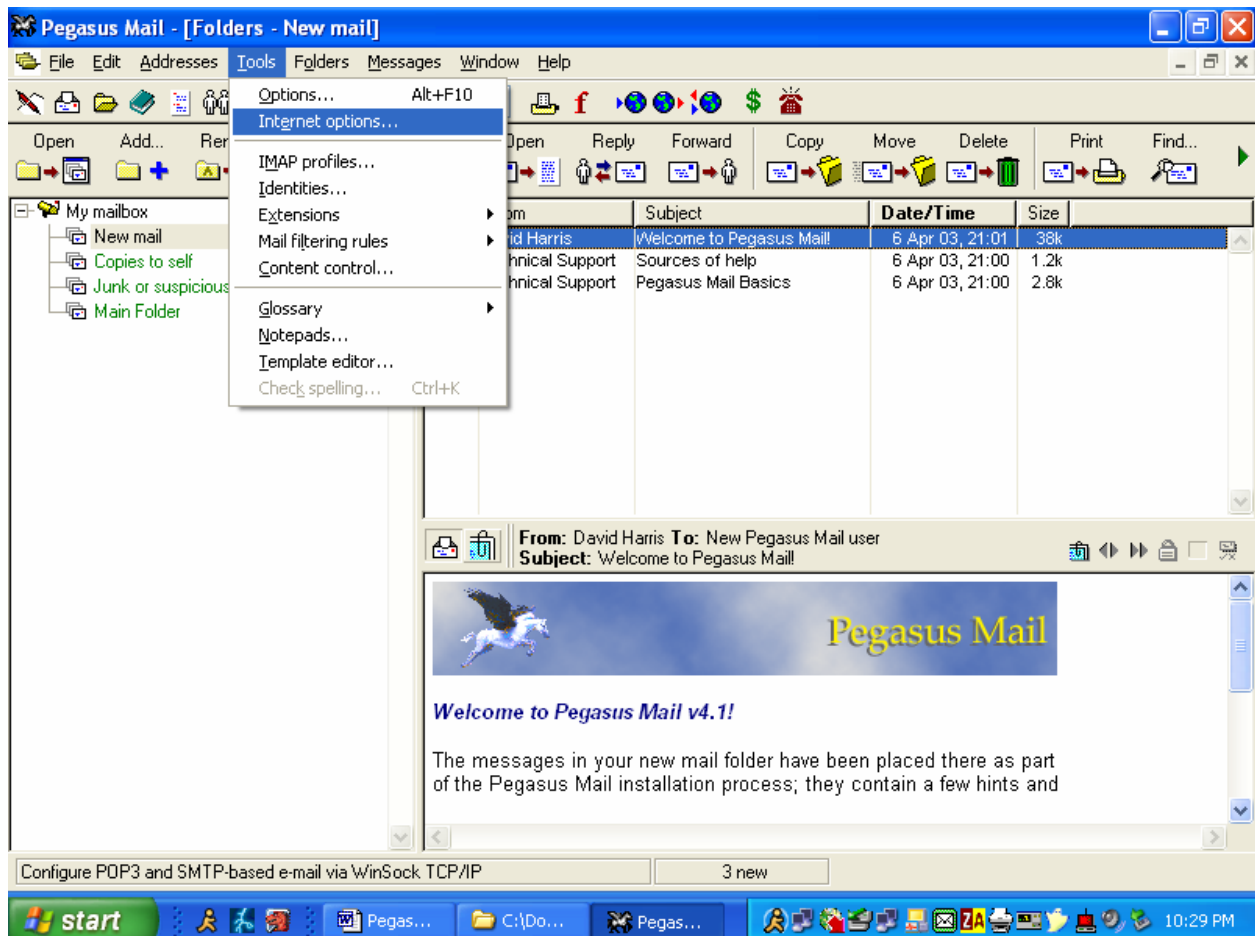 Pegasus Mail - [Folders - New mail]
File Edit Addresses Tools Folders Messages Window Help
Options... Alt+F10
Internet options...
IMAP profiles...
Identities...
Extensions
Mail filtering rules
Content control...
Glossary
Notepads...
Template editor...
Check spelling... Ctrl+K
Open Add... Reply Forward Copy Move Delete Print Find...
My mailbox
New mail
Copies to self
Junk or suspicious
Main Folder
Subject Date/Time Size
Harris Welcome to Pegasus Mail! 6 Apr 03, 21:01 38k
Support Sources of help 6 Apr 03, 21:00 1.2k
Support Pegasus Mail Basics 6 Apr 03, 21:00 2.8k
From: David Harris To: New Pegasus Mail user
Subject: Welcome to Pegasus Mail!
Pegasus Mail
Welcome to Pegasus Mail v4.1!
The messages in your new mail folder have been placed there as part
of the Pegasus Mail installation process; they contain a few hints and
Configure POP3 and SMTP-based e-mail via WinSock TCP/IP 3 new
start Pegas... C:\Do... Pegas... ZA 10:29 PM